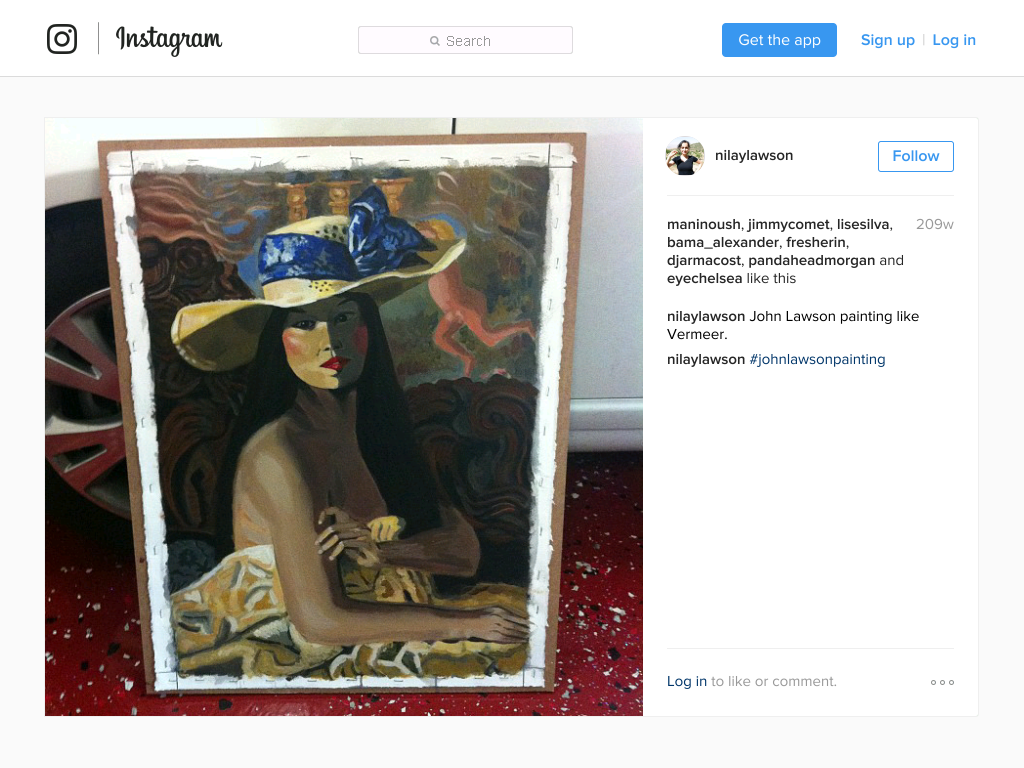 Instagram
Search
Get the app
Sign up | Log in
nilaylawson
Follow
maninoush, jimmycomet, lisesilva,
209w
bama_alexander, fresherin,
djarmacost, pandaheadmorgan and
eyechelsea like this
nilaylawson John Lawson painting like
Vermeer.
nilaylawson #johnlawsonpainting
Log in to like or comment.